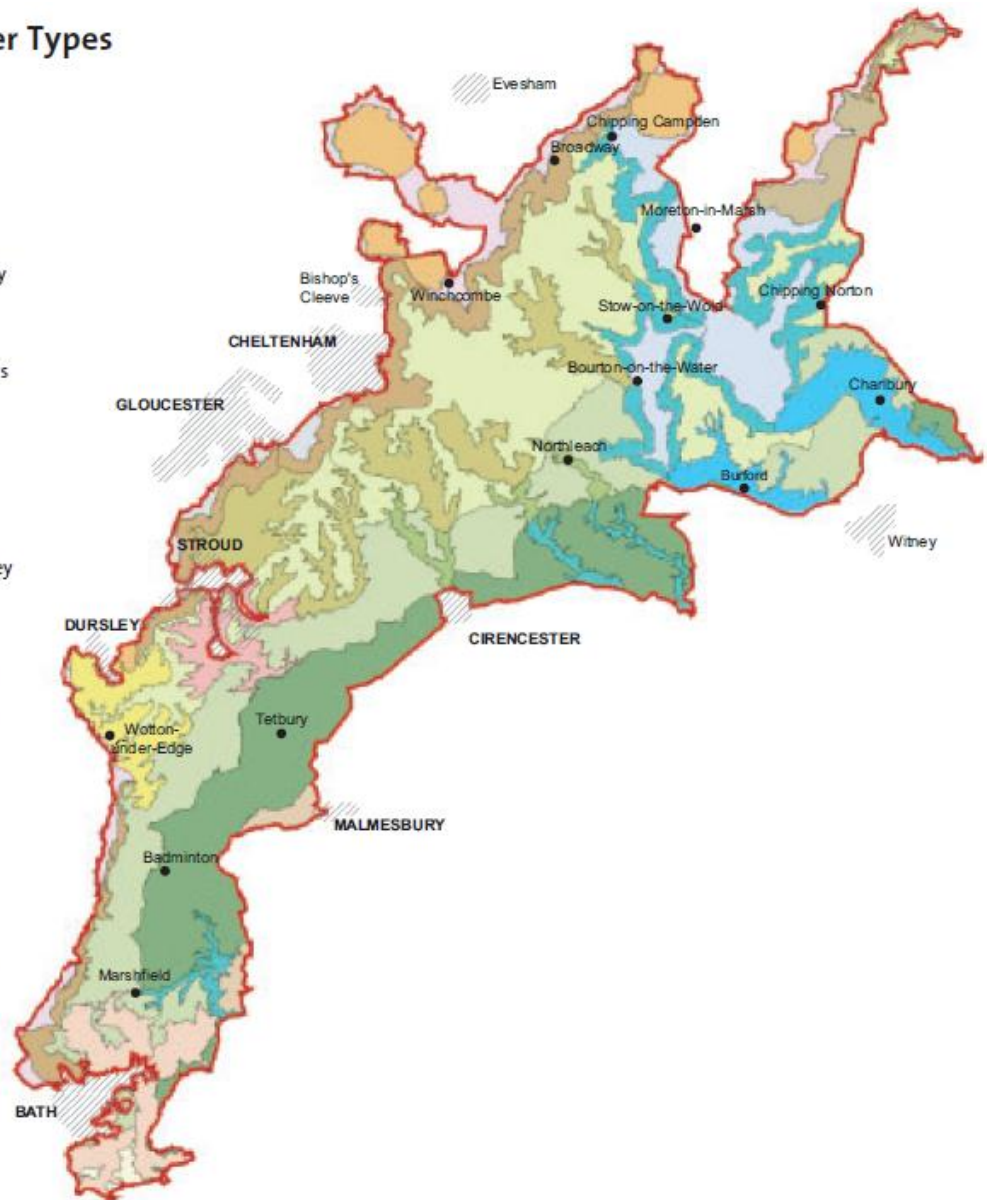 er Types
Evesham
Chipping Campden
Broadway
Moreton-in-Marsh
y
Bishop's
Cleeve
Winchcombe
Chipping Norton
Stow-on-the-Wold
CHELTENHAM
s
Bourton-on-the-Water
Charlbury
GLOUCESTER
Northleach
Burford
Witney
STROUD
ey
DURSLEY
CIRENCESTER
Tetbury
Wotton-
under-Edge
MALMESBURY
Badminton
Marshfield
BATH